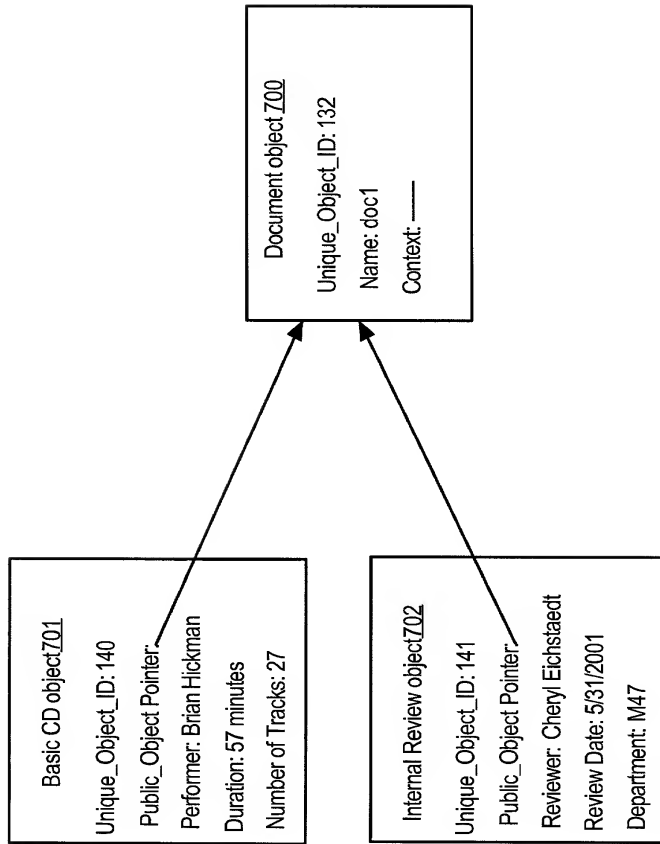 Basic CD object 701
Unique_Object_ID: 140
Public_Object Pointer:
Performer: Brian Hickman
Duration: 57 minutes
Number of Tracks: 27
Internal Review object 702
Unique_Object_ID: 141
Public_Object Pointer:
Reviewer: Cheryl Eichstaedt
Review Date: 5/31/2001
Department: M47
Document object 700
Unique_Object_ID: 132
Name: doc1
Context: ——